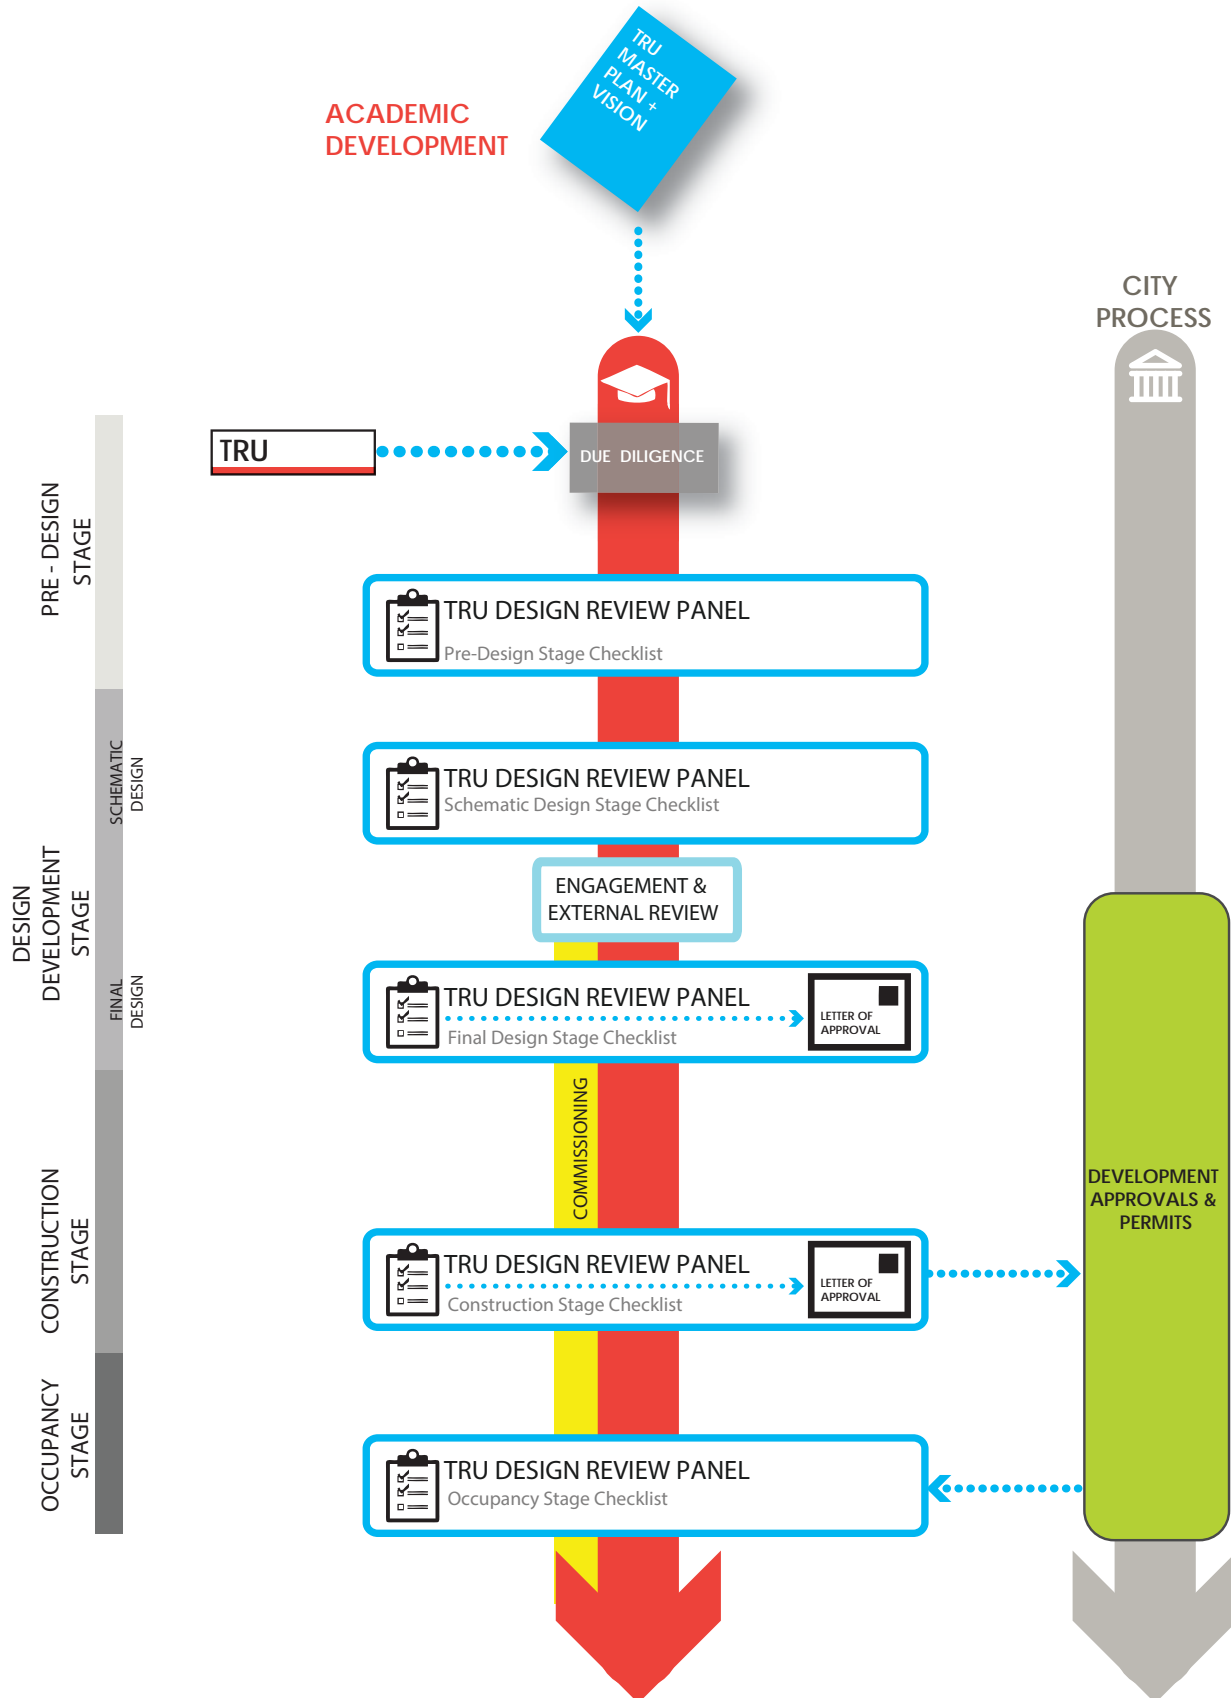 TRU
MASTER
PLAN +
VISION
ACADEMIC
DEVELOPMENT
CITY
PROCESS
TRU
DUE DILIGENCE
PRE - DESIGN
STAGE
TRU DESIGN REVIEW PANEL
Pre-Design Stage Checklist
SCHEMATIC
DESIGN
TRU DESIGN REVIEW PANEL
Schematic Design Stage Checklist
DESIGN
DEVELOPMENT
STAGE
ENGAGEMENT &
EXTERNAL REVIEW
FINAL
DESIGN
TRU DESIGN REVIEW PANEL
Final Design Stage Checklist
LETTER OF
APPROVAL
COMMISSIONING
DEVELOPMENT
APPROVALS &
PERMITS
CONSTRUCTION
STAGE
TRU DESIGN REVIEW PANEL
Construction Stage Checklist
LETTER OF
APPROVAL
OCCUPANCY
STAGE
TRU DESIGN REVIEW PANEL
Occupancy Stage Checklist